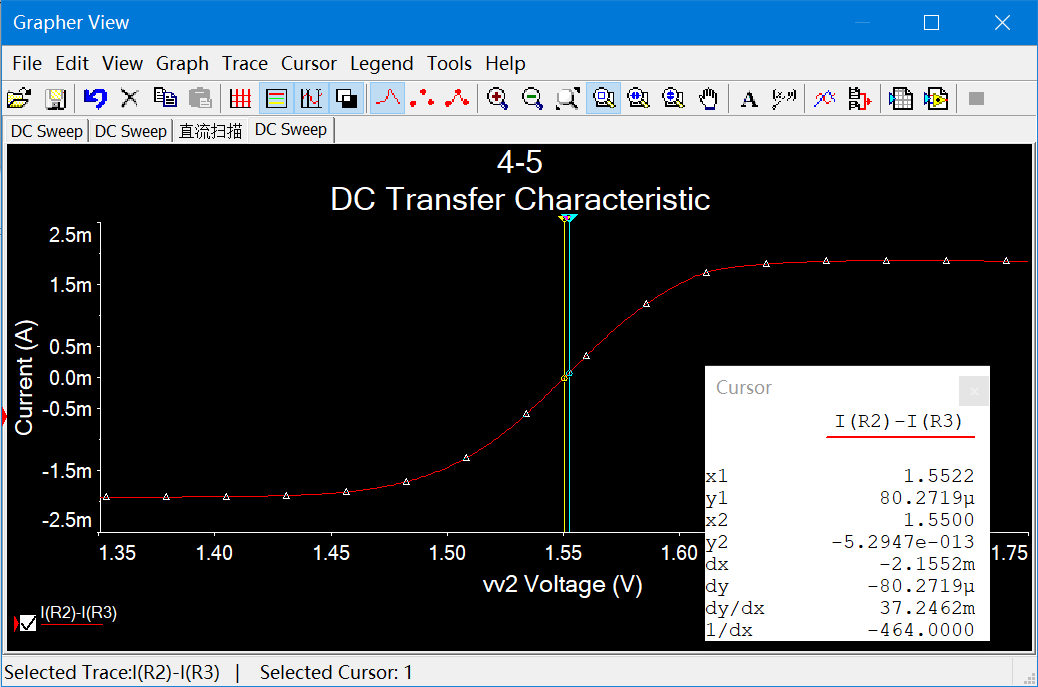 Grapher View
File Edit View Graph Trace Cursor Legend Tools Help
DC Sweep DC Sweep 直流扫描 DC Sweep
4-5
DC Transfer Characteristic
2.5m
1.5m
0.5m
0.0m
-0.5m
-1.5m
-2.5m
Current (A)
1.35 1.40 1.45 1.50 1.55 1.60 1.75
vv2 Voltage (V)
I(R2)-I(R3)
Cursor
I(R2)-I(R3)
x1 1.5522
y1 80.2719µ
x2 1.5500
y2 -5.2947e-013
dx -2.1552m
dy -80.2719µ
dy/dx 37.2462m
1/dx -464.0000
Selected Trace:I(R2)-I(R3) | Selected Cursor: 1